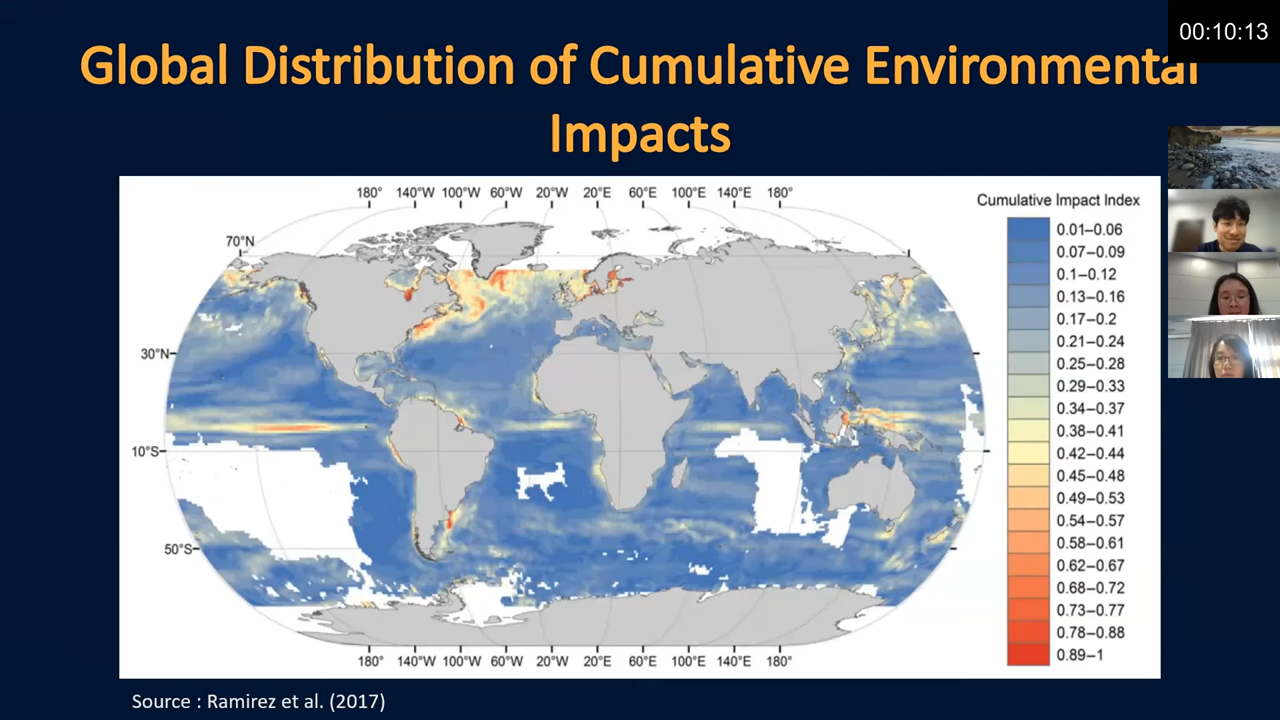 00:10:13
Global Distribution of Cumulative Environmental
Impacts
180° 140°W 100°W 60°W 20°W 20°E 60°E 100°E 140°E 180°
70°N
30°N
10°S
50°S
180° 140°W 100°W 60°W 20°W 20°E 60°E 100°E 140°E 180°
Cumulative Impact Index
0.01–0.06
0.07–0.09
0.1–0.12
0.13–0.16
0.17–0.2
0.21–0.24
0.25–0.28
0.29–0.33
0.34–0.37
0.38–0.41
0.42–0.44
0.45–0.48
0.49–0.53
0.54–0.57
0.58–0.61
0.62–0.67
0.68–0.72
0.73–0.77
0.78–0.88
0.89–1
Source : Ramirez et al. (2017)